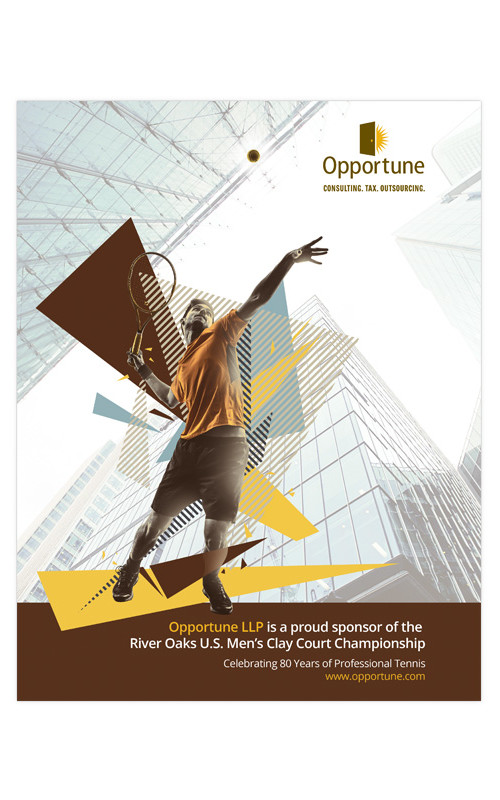 Opportune
CONSULTING. TAX. OUTSOURCING.
Opportune LLP is a proud sponsor of the
River Oaks U.S. Men's Clay Court Championship
Celebrating 80 Years of Professional Tennis
www.opportune.com